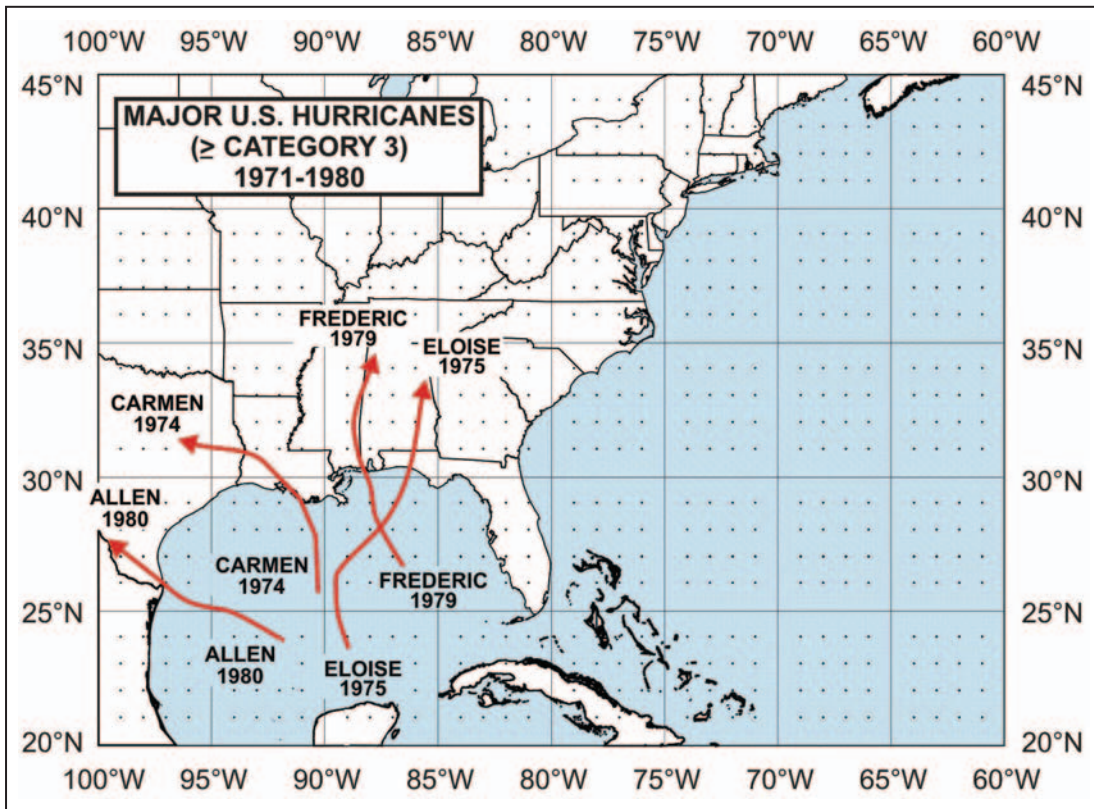 100°W 95°W 90°W 85°W 80°W 75°W 70°W 65°W 60°W
45°N 45°N
MAJOR U.S. HURRICANES
(≥ CATEGORY 3)
1971-1980
40°N 40°N
FREDERIC
1979
ELOISE
1975
35°N 35°N
CARMEN
1974
30°N 30°N
ALLEN
1980
CARMEN
1974
FREDERIC
1979
25°N 25°N
ALLEN
1980
ELOISE
1975
20°N 20°N
100°W 95°W 90°W 85°W 80°W 75°W 70°W 65°W 60°W